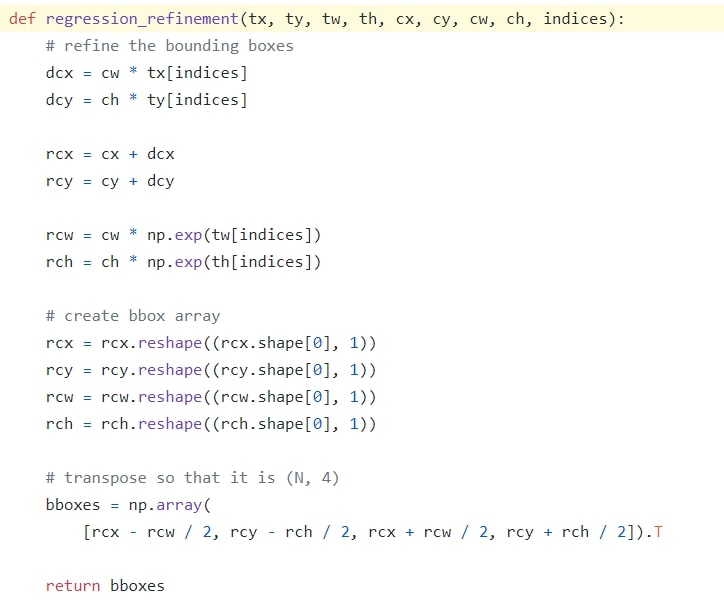 def regression_refinement(tx, ty, tw, th, cx, cy, cw, ch, indices):
    # refine the bounding boxes
    dcx = cw * tx[indices]
    dcy = ch * ty[indices]

    rcx = cx + dcx
    rcy = cy + dcy

    rcw = cw * np.exp(tw[indices])
    rch = ch * np.exp(th[indices])

    # create bbox array
    rcx = rcx.reshape((rcx.shape[0], 1))
    rcy = rcy.reshape((rcy.shape[0], 1))
    rcw = rcw.reshape((rcw.shape[0], 1))
    rch = rch.reshape((rch.shape[0], 1))

    # transpose so that it is (N, 4)
    bboxes = np.array(
        [rcx - rcw / 2, rcy - rch / 2, rcx + rcw / 2, rcy + rch / 2]).T

    return bboxes